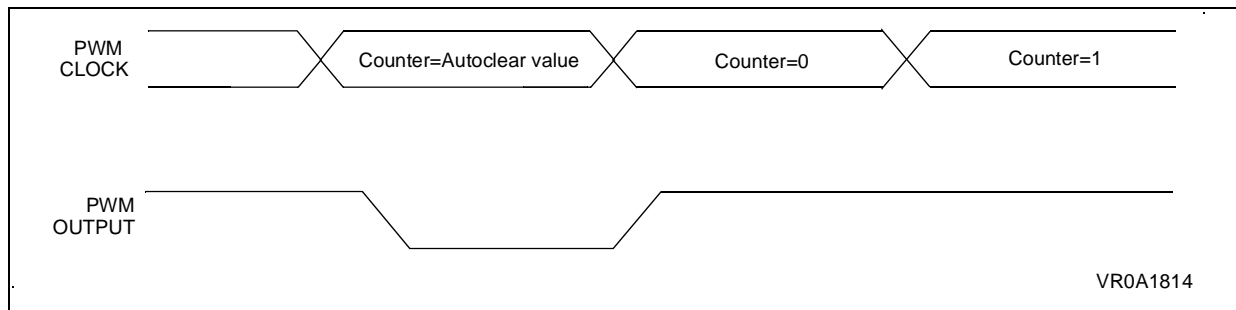 PWM
CLOCK
Counter=Autoclear value
Counter=0
Counter=1
PWM
OUTPUT
VR0A1814